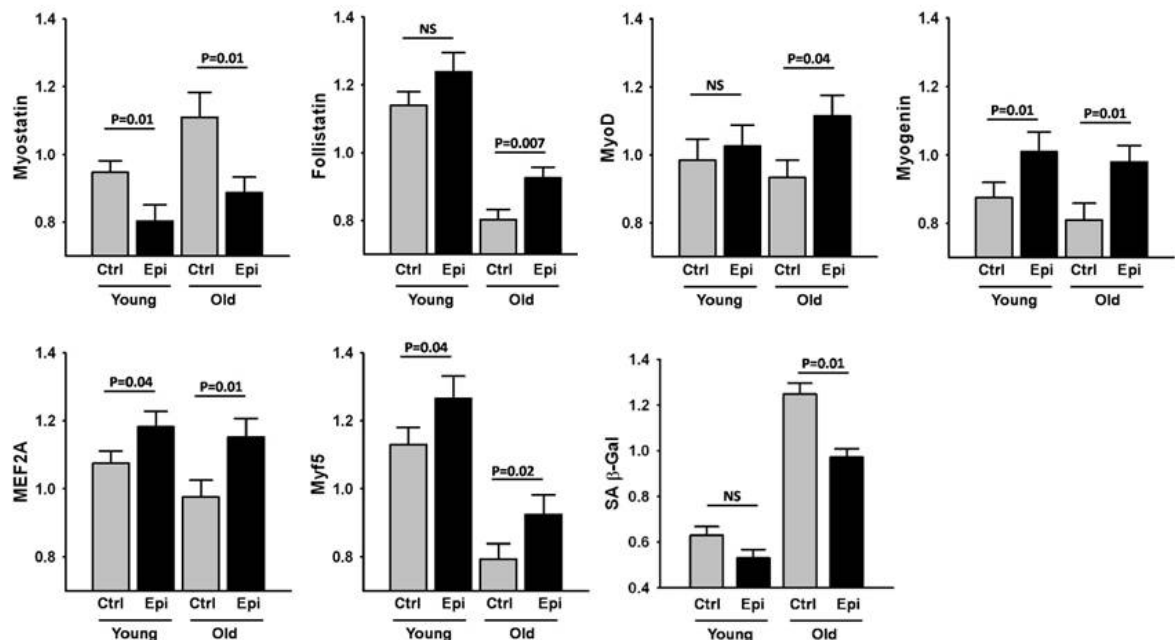 Myostatin
1.4
1.2
1.0
0.8
P=0.01
P=0.01
Ctrl Epi Ctrl Epi
Young Old
Follistatin
1.4
1.2
1.0
0.8
NS
P=0.007
Ctrl Epi Ctrl Epi
Young Old
MyoD
1.4
1.2
1.0
0.8
NS
P=0.04
Ctrl Epi Ctrl Epi
Young Old
Myogenin
1.4
1.2
1.0
0.8
P=0.01
P=0.01
Ctrl Epi Ctrl Epi
Young Old
MEF2A
1.4
1.2
1.0
0.8
P=0.04
P=0.01
Ctrl Epi Ctrl Epi
Young Old
Myf5
1.4
1.2
1.0
0.8
P=0.04
P=0.02
Ctrl Epi Ctrl Epi
Young Old
SA β-Gal
1.4
1.2
1.0
0.8
0.6
0.4
NS
P=0.01
Ctrl Epi Ctrl Epi
Young Old